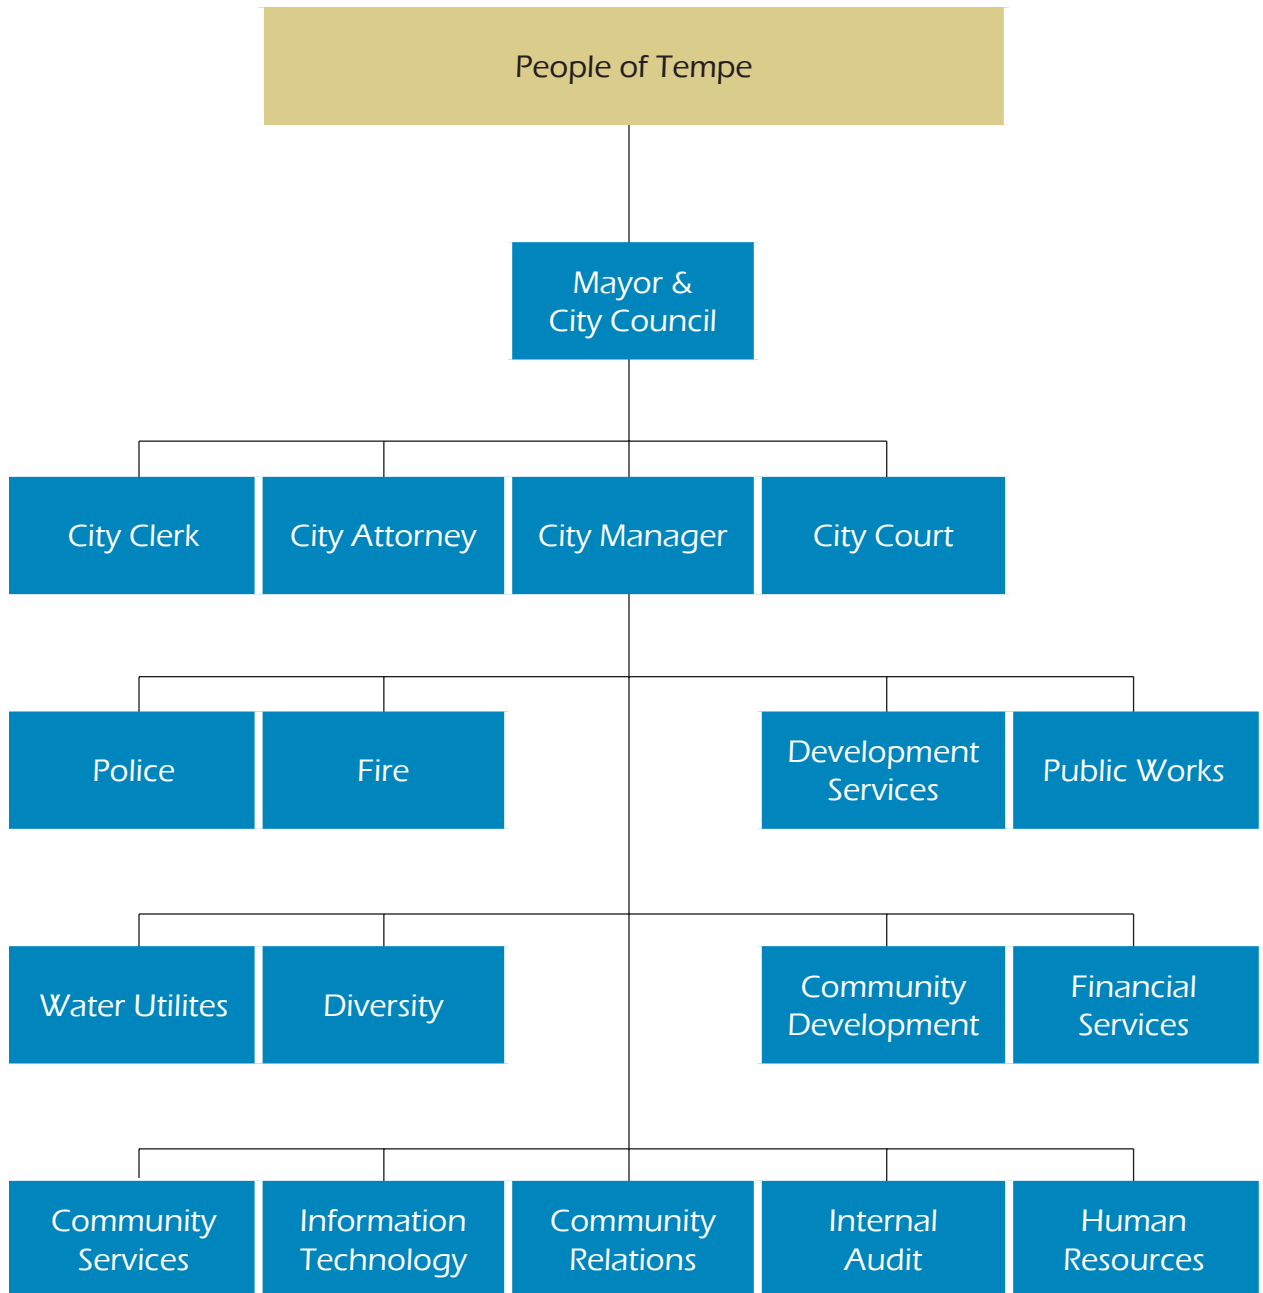 People of Tempe
Mayor &
City Council
City Clerk
City Attorney
City Manager
City Court
Police
Fire
Development
Services
Public Works
Water Utilites
Diversity
Community
Development
Financial
Services
Community
Services
Information
Technology
Community
Relations
Internal
Audit
Human
Resources